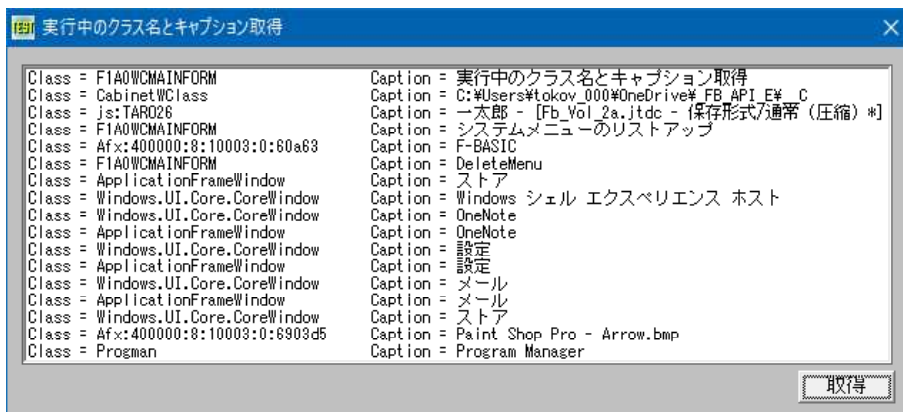 TEST 実行中のクラス名とキャプション取得
Class = F1A0WCMAINFORM Caption = 実行中のクラス名とキャプション取得
Class = CabinetWClass Caption = C:¥Users¥tokov_000¥OneDrive¥_FB_API_E¥__C
Class = js:TARO26 Caption = 一太郎 - [Fb_Vol_2a.jtdc - (保存形式/通常 (圧縮) *]
Class = F1A0WCMAINFORM Caption = システムメニューのリストアップ
Class = Afx:400000:8:10003:0:60a63 Caption = F-BASIC
Class = F1A0WCMAINFORM Caption = DeleteMenu
Class = ApplicationFrameWindow Caption = ストア
Class = Windows.UI.Core.CoreWindow Caption = Windows シェル エクスペリエンス ホスト
Class = Windows.UI.Core.CoreWindow Caption = OneNote
Class = ApplicationFrameWindow Caption = OneNote
Class = Windows.UI.Core.CoreWindow Caption = 設定
Class = ApplicationFrameWindow Caption = 設定
Class = Windows.UI.Core.CoreWindow Caption = メール
Class = ApplicationFrameWindow Caption = メール
Class = Windows.UI.Core.CoreWindow Caption = ストア
Class = Afx:400000:8:10003:0:6903d5 Caption = Paint Shop Pro - Arrow.bmp
Class = Progman Caption = Program Manager
取得